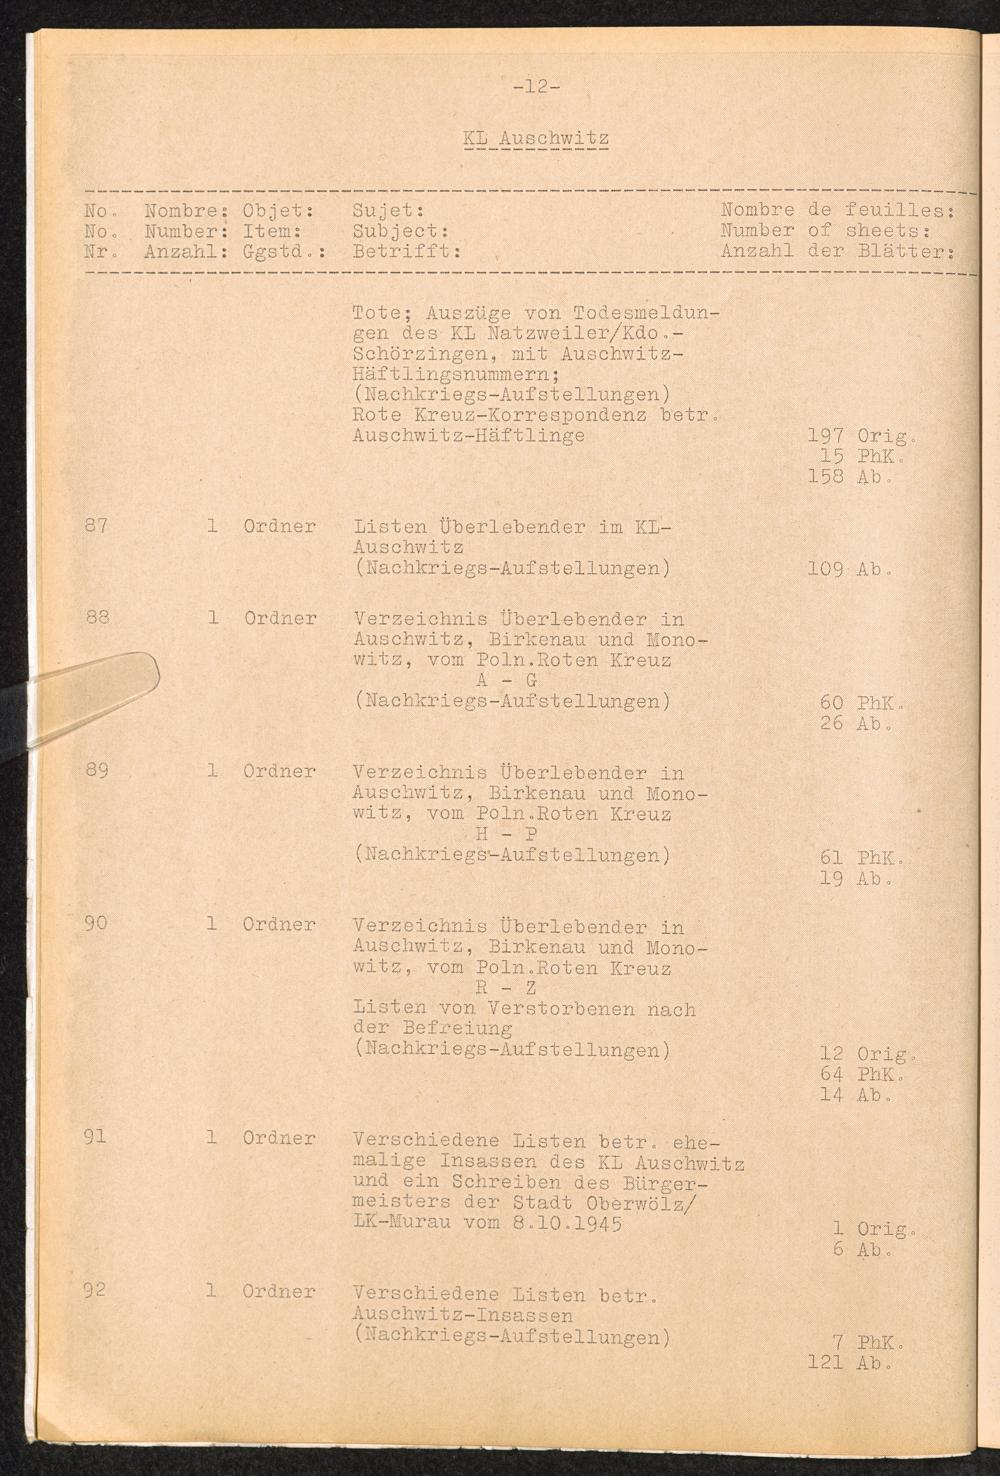 -12-
KL Auschwitz
No. Nombre: Objet: Sujet: Nombre de feuilles:
No. Number: Item: Subject: Number of sheets:
Nr. Anzahl: Ggstd.: Betrifft: Anzahl der Blätter:
Tote; Auszüge von Todesmeldun-
gen des KL Natzweiler/Kdo.-
Schörzingen, mit Auschwitz-
Häftlingsnummern;
(Nachkriegs-Aufstellungen)
Rote Kreuz-Korrespondenz betr.
Auschwitz-Häftlinge 197 Orig.
15 PhK.
158 Ab.
87 1 Ordner Listen Überlebender im KL-
Auschwitz
(Nachkriegs-Aufstellungen) 109 Ab.
88 1 Ordner Verzeichnis Überlebender in
Auschwitz, Birkenau und Mono-
witz, vom Poln.Roten Kreuz
A - G
(Nachkriegs-Aufstellungen) 60 PhK.
26 Ab.
89 1 Ordner Verzeichnis Überlebender in
Auschwitz, Birkenau und Mono-
witz, vom Poln.Roten Kreuz
H - P
(Nachkriegs-Aufstellungen) 61 PhK.
19 Ab.
90 1 Ordner Verzeichnis Überlebender in
Auschwitz, Birkenau und Mono-
witz, vom Poln.Roten Kreuz
R - Z
Listen von Verstorbenen nach
der Befreiung
(Nachkriegs-Aufstellungen) 12 Orig.
64 PhK.
14 Ab.
91 1 Ordner Verschiedene Listen betr. ehe-
malige Insassen des KL Auschwitz
und ein Schreiben des Bürger-
meisters der Stadt Oberwölz/
LK-Murau vom 8.10.1945 1 Orig.
6 Ab.
92 1 Ordner Verschiedene Listen betr.
Auschwitz-Insassen
(Nachkriegs-Aufstellungen) 7 PhK.
121 Ab.